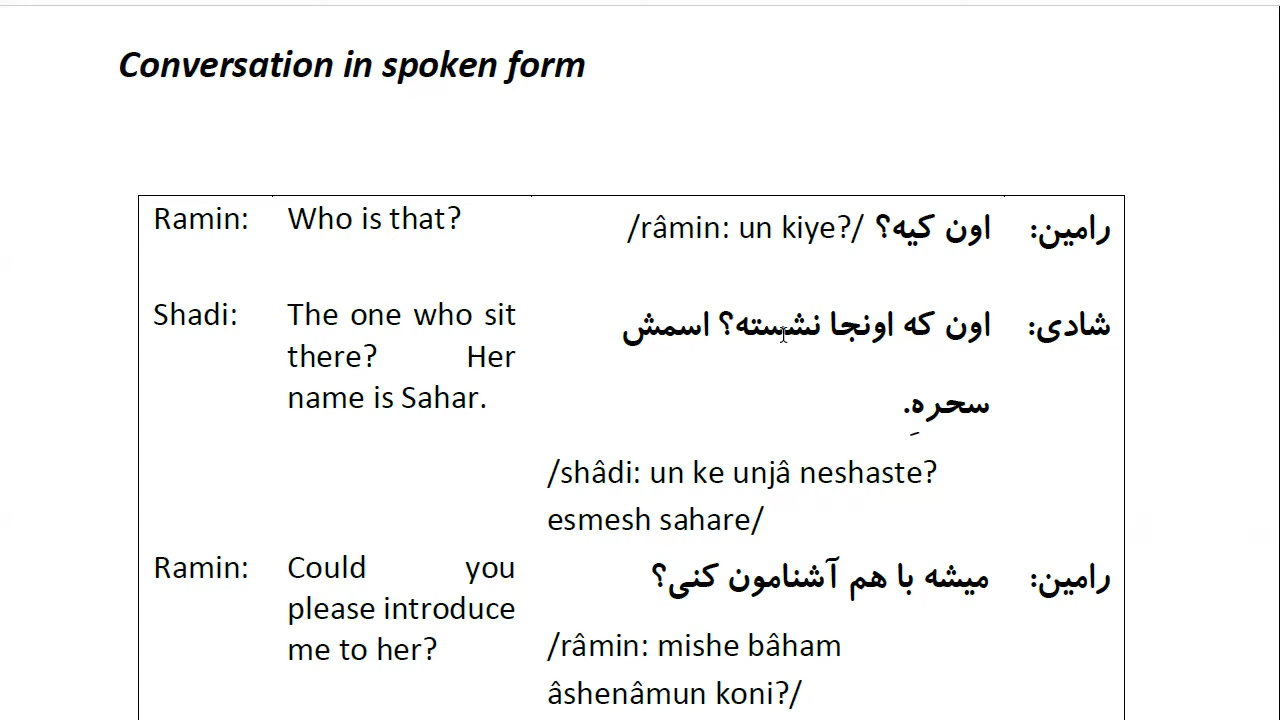 Conversation in spoken form
Ramin: Who is that? /râmin: un kiye?/ اون کیه؟ رامین:
Shadi: The one who sit اون که اونجا نشسته؟ اسمش شادی:
there? Her
name is Sahar. سحرهِ.
/shâdi: un ke unjâ neshaste?
esmesh sahare/
Ramin: Could you میشه با هم آشنامون کنی؟ رامین:
please introduce
me to her? /râmin: mishe bâham
âshenâmun koni?/